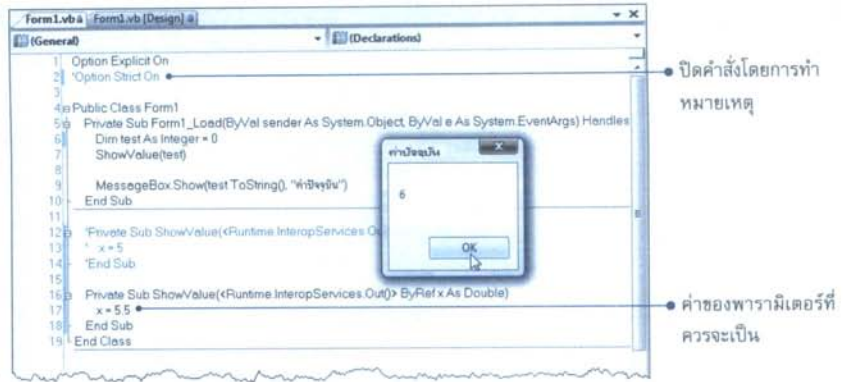 Form1.vb Form1.vb [Design]
(General) (Declarations)
1 Option Explicit On
2 'Option Strict On
ปิดคำสั่งโดยการทำ
หมายเหตุ
3
4 Public Class Form1
5 Private Sub Form1_Load(ByVal sender As System.Object, ByVal e As System.EventArgs) Handles
6 Dim test As Integer = 0
7 ShowValue(test)
8
9 MessageBox.Show(test.ToString(), "ค่าปัจจุบัน")
10 End Sub
11
12 'Private Sub ShowValue(<Runtime.InteropServices.Ou
13 ' x = 5
14 'End Sub
15
16 Private Sub ShowValue(<Runtime.InteropServices.Out()> ByRef x As Double)
17 x = 5.5
18 End Sub
19 End Class
ค่าปัจจุบัน
6
OK
ค่าของพารามิเตอร์ที่
ควรจะเป็น